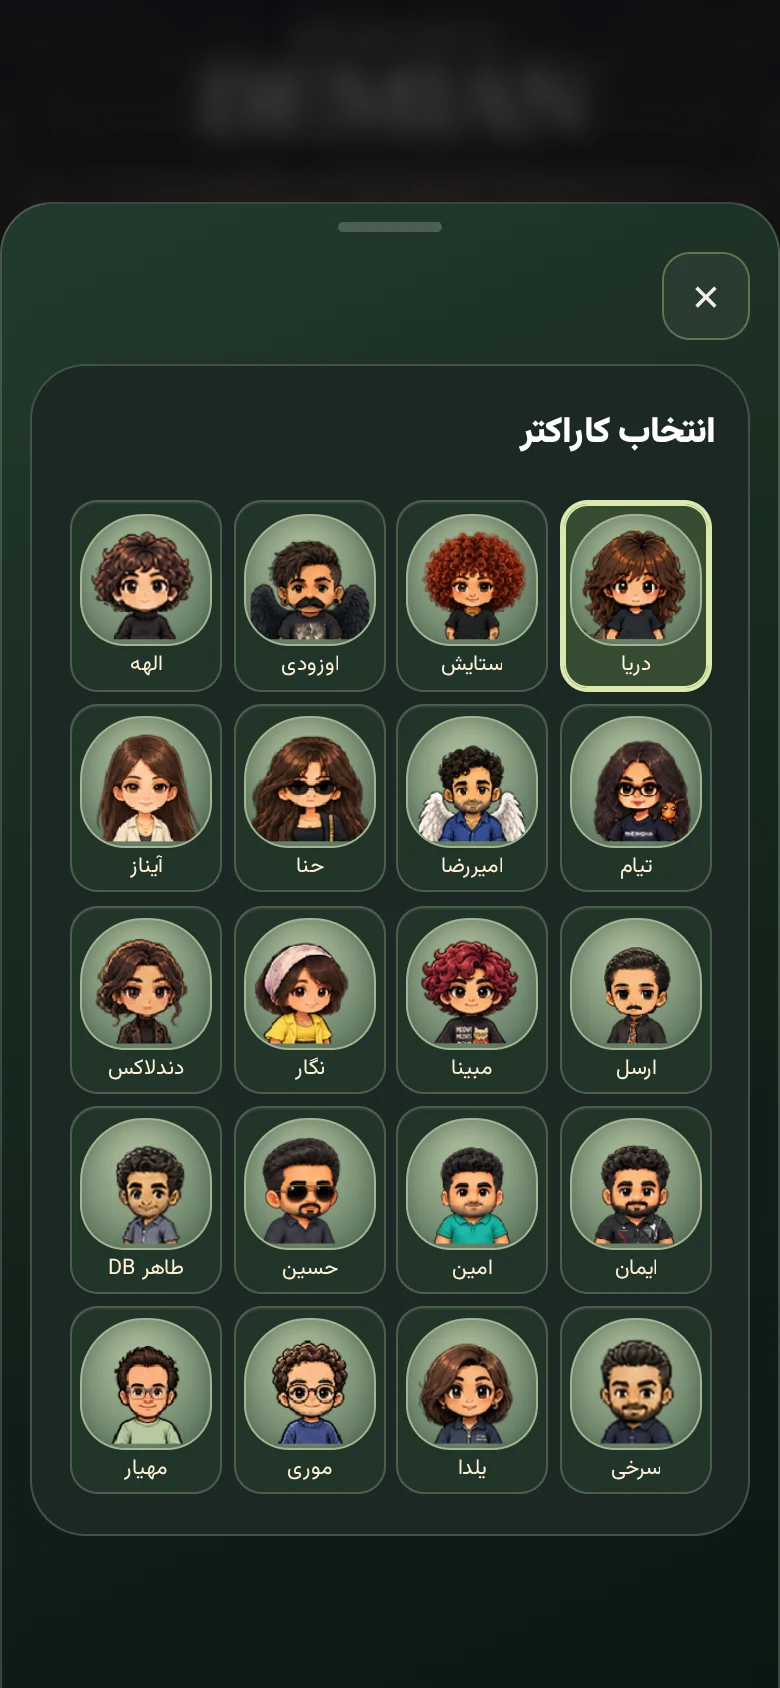 DEMIAN
×
انتخاب کاراکتر
دریا
ستایش
اوزودی
الهه
تیام
امیررضا
حنا
آیناز
ارسل
مبینا
نگار
دندلاکس
ایمان
امین
حسین
طاهر DB
سرخی
یلدا
موری
مهیار